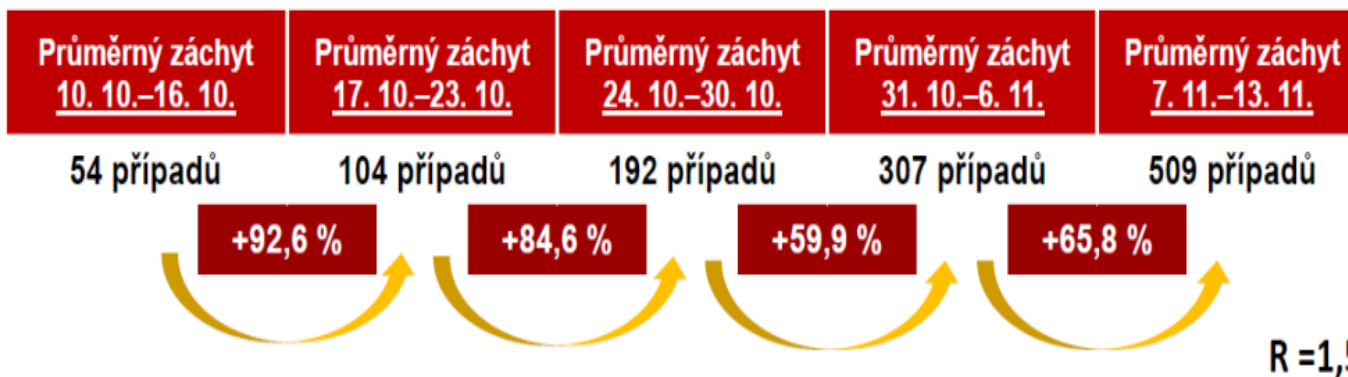 Průměrný záchyt
10. 10.–16. 10.
Průměrný záchyt
17. 10.–23. 10.
Průměrný záchyt
24. 10.–30. 10.
Průměrný záchyt
31. 10.–6. 11.
Průměrný záchyt
7. 11.–13. 11.
54 případů
104 případů
192 případů
307 případů
509 případů
+92,6 %
+84,6 %
+59,9 %
+65,8 %
R =1,5